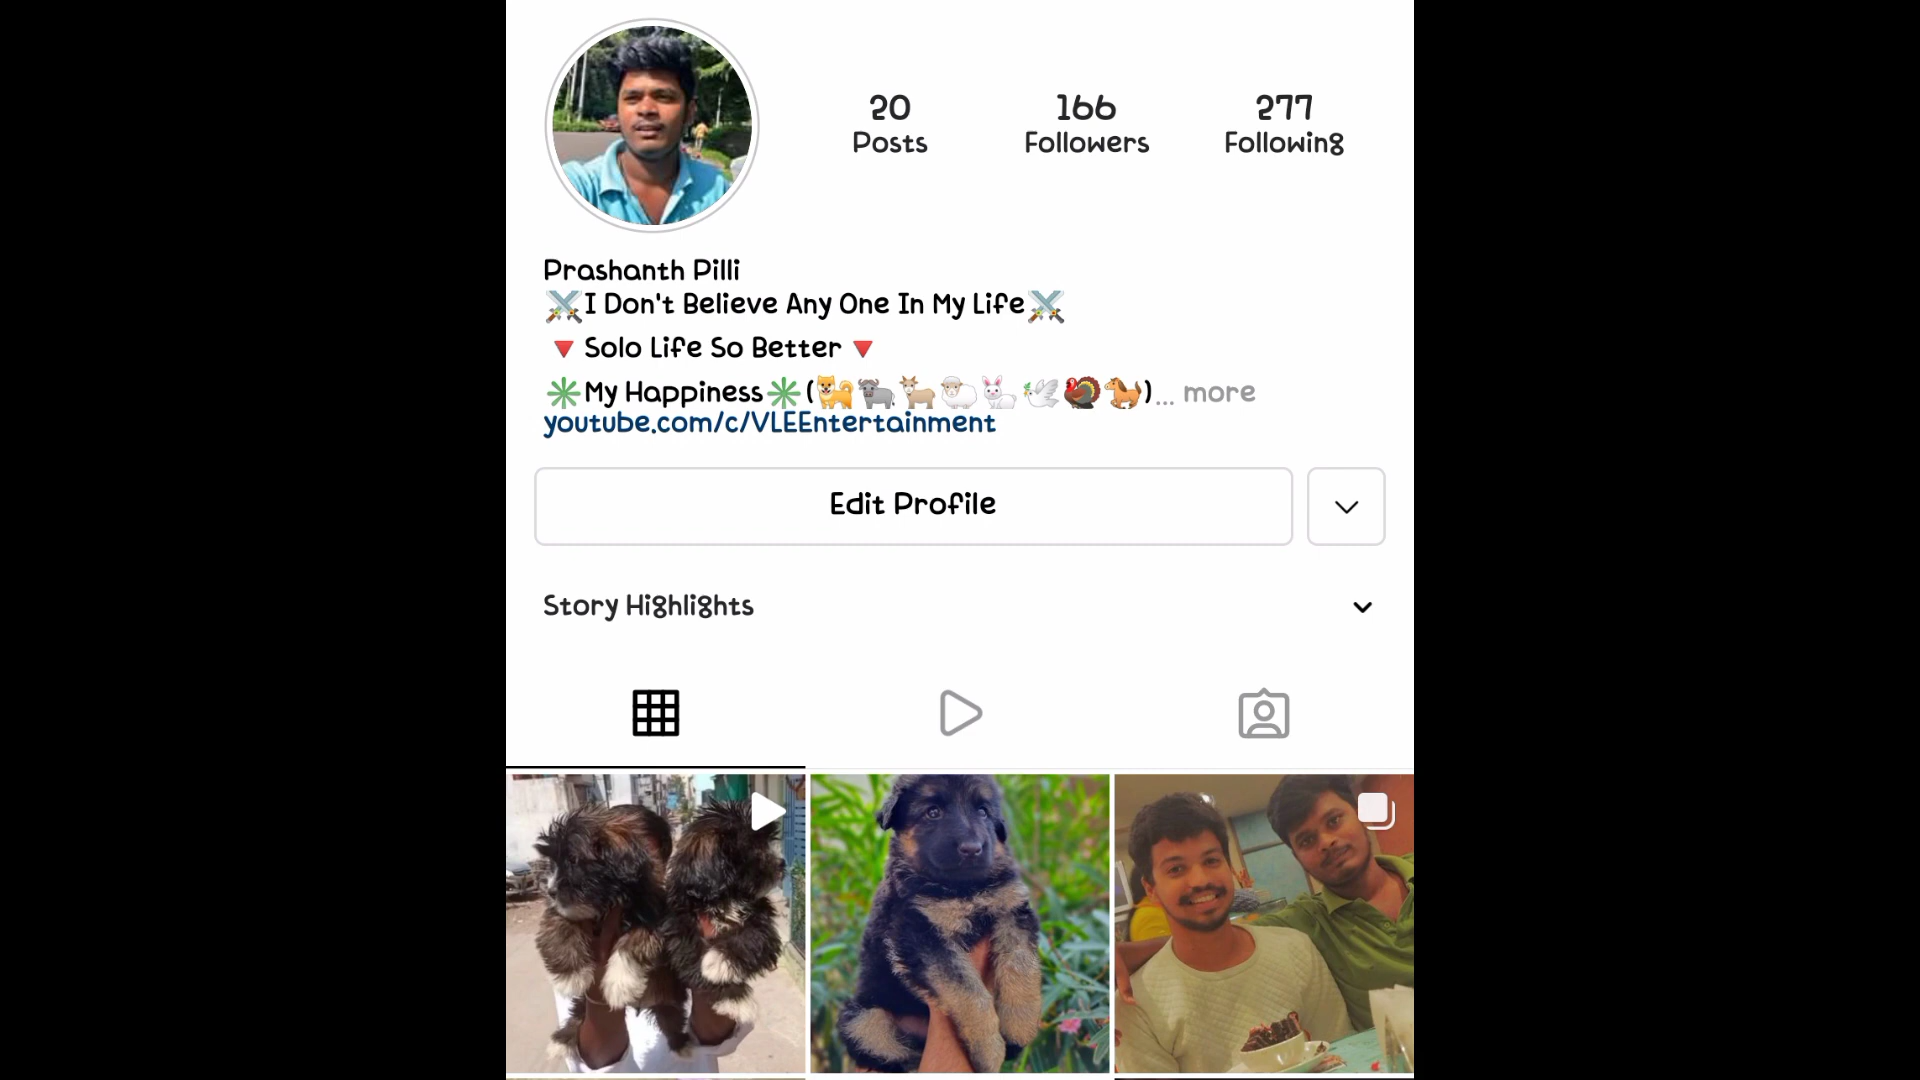 20
Posts
166
Followers
277
Following
Prashanth Pilli
⚔️I Don't Believe Any One In My Life⚔️
🔻Solo Life So Better🔻
✳️My Happiness✳️(🐕🐃🐐🐑🐇🕊️🦃🐎)... more
youtube.com/c/VLEEntertainment
Edit Profile
Story Highlights